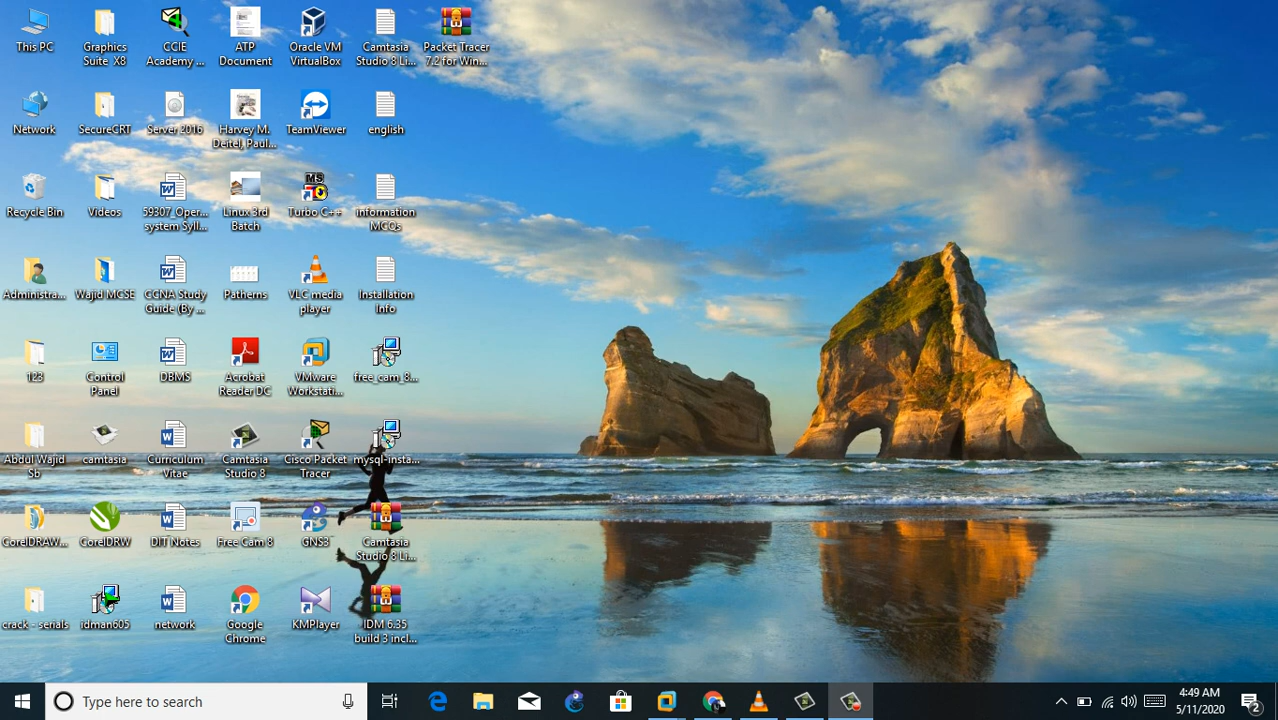 This PC
Graphics
Suite X8
CCIE
Academy ...
ATP
Document
Oracle VM
VirtualBox
Camtasia
Studio 8 Li...
Packet Tracer
7.2 for Win...
Network
SecureCRT
Server 2016
Harvey M.
Deitel, Paul...
TeamViewer
english
Recycle Bin
Videos
59307_Oper...
system Syll...
Linux 3rd
Batch
MS
Turbo C++
information
MCQs
Administra...
Wajid MCSE
CCNA Study
Guide (By ...
Patherns
VLC media
player
Installation
info
123
Control
Panel
DBMS
Acrobat
Reader DC
VMware
Workstati...
free_cam_8...
Abdul Wajid
Sb
camtasia
Curriculum
Vitae
Camtasia
Studio 8
Cisco Packet
Tracer
mysql-insta...
CorelDRAW...
CorelDRW
DIT Notes
Free Cam 8
GNS3
Camtasia
Studio 8 Li...
crack - serials
idman605
network
Google
Chrome
KMPlayer
IDM 6.35
build 3 incl...
Type here to search
4:49 AM
5/11/2020
2